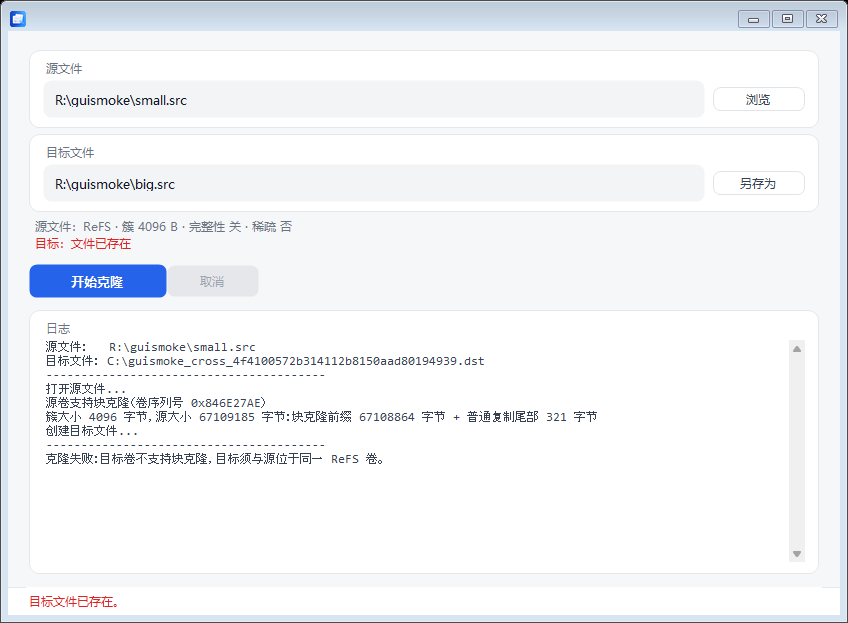 源文件
R:\guismoke\small.src
浏览
目标文件
R:\guismoke\big.src
另存为
源文件: ReFS · 簇 4096 B · 完整性 关 · 稀疏 否
目标: 文件已存在
开始克隆
取消
日志
源文件:   R:\guismoke\small.src
目标文件: C:\guismoke_cross_4f4100572b314112b8150aad80194939.dst
----------------------------------------
打开源文件...
源卷支持块克隆(卷序列号 0x846E27AE)
簇大小 4096 字节,源大小 67109185 字节:块克隆前缀 67108864 字节 + 普通复制尾部 321 字节
创建目标文件...
----------------------------------------
克隆失败:目标卷不支持块克隆,目标须与源位于同一 ReFS 卷。
目标文件已存在。